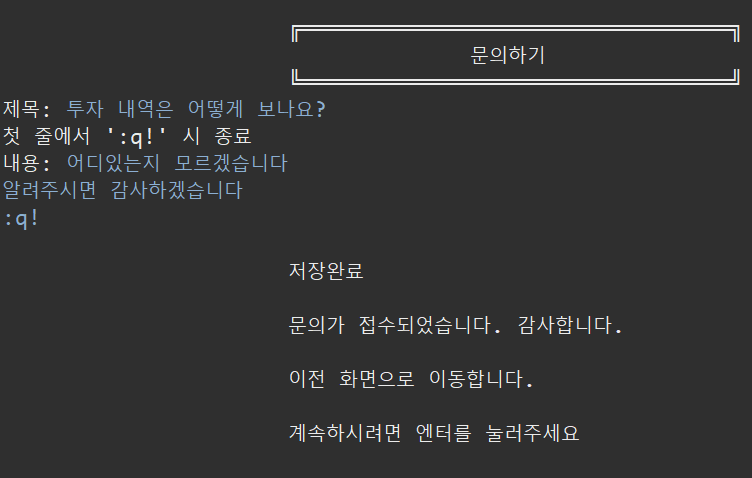 문의하기
제목: 투자 내역은 어떻게 보나요?
첫 줄에서 ':q!' 시 종료
내용: 어디있는지 모르겠습니다
알려주시면 감사하겠습니다
:q!
저장완료
문의가 접수되었습니다. 감사합니다.
이전 화면으로 이동합니다.
계속하시려면 엔터를 눌러주세요